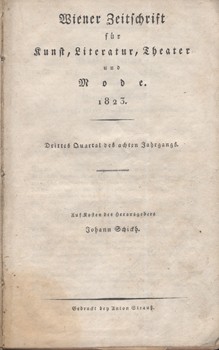 Wiener Zeitschrift
für
Kunst, Literatur, Theater
und
Mode.
1823.
Drittes Quartal des achten Jahrgangs.
Auf Kosten der Herausgebers
Johann Schickh.
Gedruckt bey Anton Strauß.